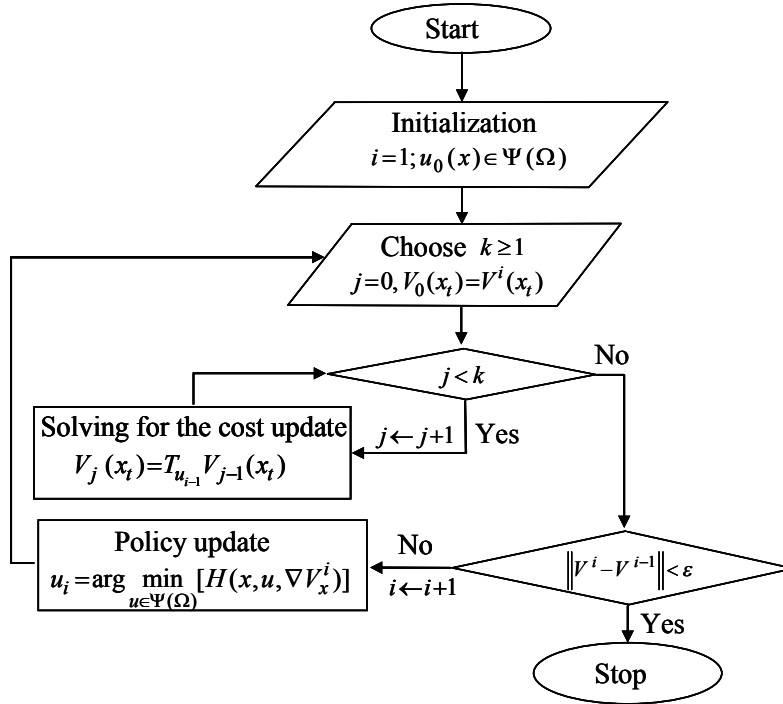 Start
Initialization
i=1; u₀(x)∈Ψ(Ω)
Choose k≥1
j=0, V₀(xₜ)=Vⁱ(xₜ)
j<k
No
Yes
j←j+1
Solving for the cost update
Vⱼ(xₜ)=T_{u_{i-1}}V_{j-1}(xₜ)
Policy update
uᵢ=arg min_{u∈Ψ(Ω)}[H(x,u,∇Vₓⁱ)]
No
i←i+1
‖Vⁱ−Vⁱ⁻¹‖<ε
Yes
Stop